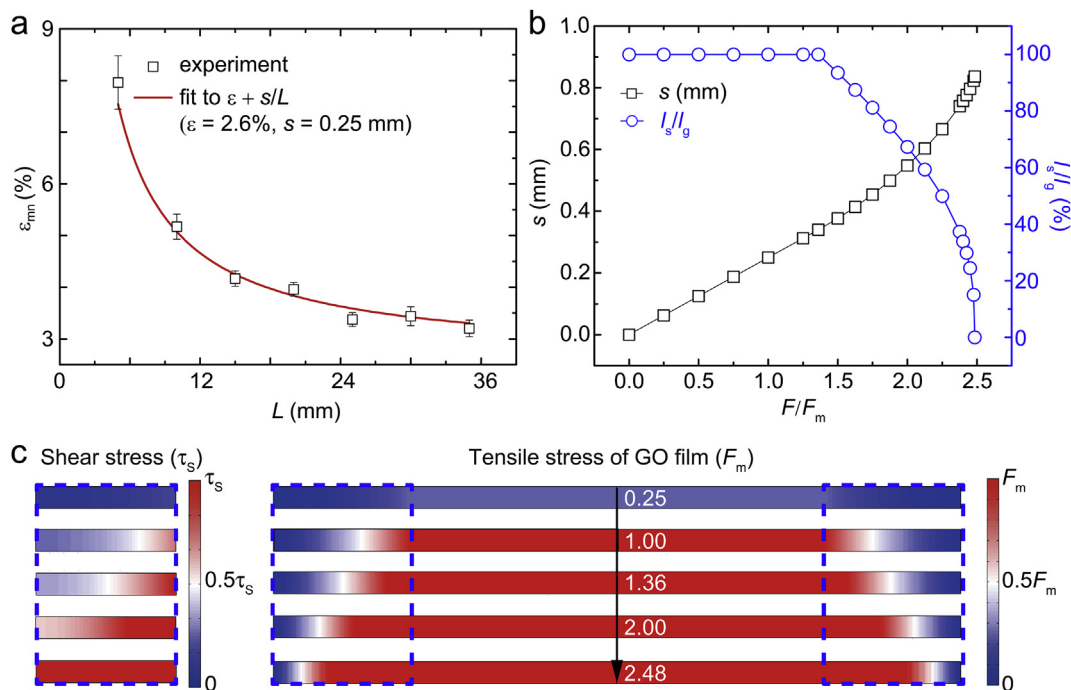 a
9
6
3
ε_mn (%)
experiment
fit to ε + s/L
(ε = 2.6%, s = 0.25 mm)
0 12 24 36
L (mm)
b
1.0
0.8
0.6
0.4
0.2
0.0
s (mm)
s (mm)
l_s/l_g
100
80
60
40
20
0
l_s/l_g (%)
0.0 0.5 1.0 1.5 2.0 2.5
F/F_m
c Shear stress (τ_S) Tensile stress of GO film (F_m)
τ_S
0.5τ_S
0
0.25
1.00
1.36
2.00
2.48
F_m
0.5F_m
0